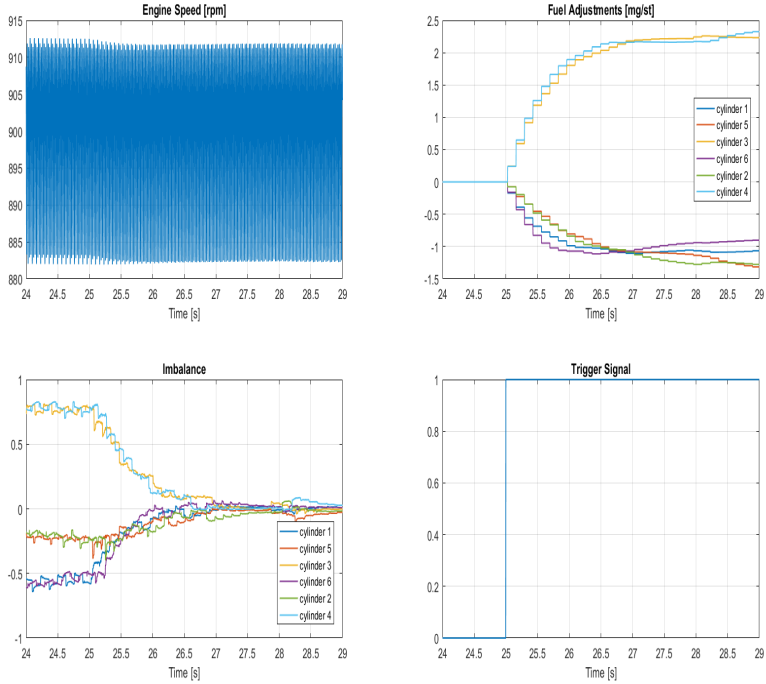 Engine Speed [rpm]
915
910
905
900
895
890
885
880
24 24.5 25 25.5 26 26.5 27 27.5 28 28.5 29
Time [s]
Fuel Adjustments [mg/st]
2.5
2
1.5
1
0.5
0
-0.5
-1
-1.5
cylinder 1
cylinder 5
cylinder 3
cylinder 6
cylinder 2
cylinder 4
24 24.5 25 25.5 26 26.5 27 27.5 28 28.5 29
Time [s]
Imbalance
1
0.5
0
-0.5
-1
cylinder 1
cylinder 5
cylinder 3
cylinder 6
cylinder 2
cylinder 4
24 24.5 25 25.5 26 26.5 27 27.5 28 28.5 29
Time [s]
Trigger Signal
1
0.8
0.6
0.4
0.2
0
24 24.5 25 25.5 26 26.5 27 27.5 28 28.5 29
Time [s]